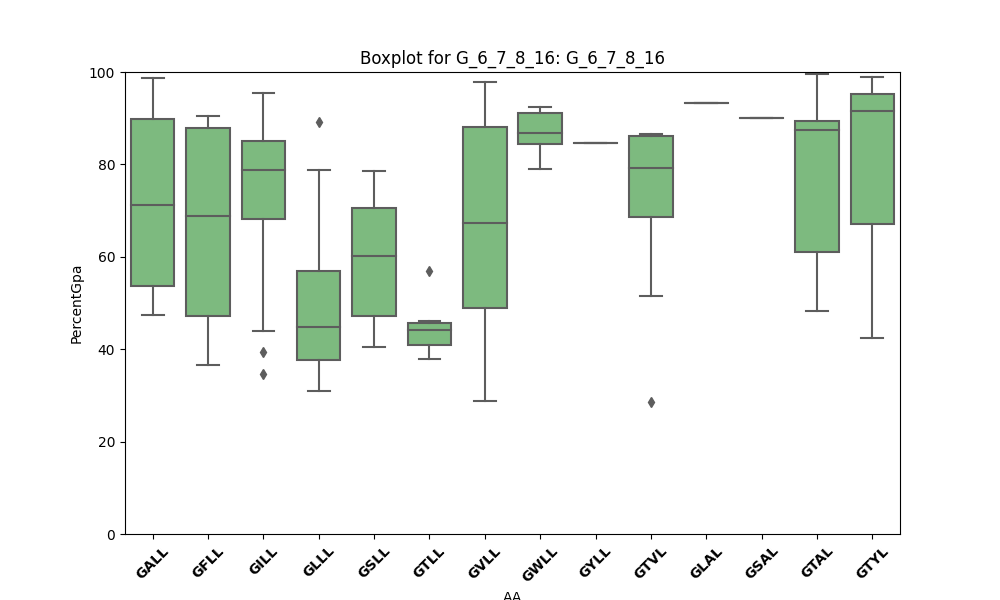 Boxplot for G_6_7_8_16: G_6_7_8_16
100
80
60
40
20
0
PercentGpa
GALL GFLL GILL GLLL GSLL GTLL GVLL GWLL GYLL GTVL GLAL GSAL GTAL GTYL
AA